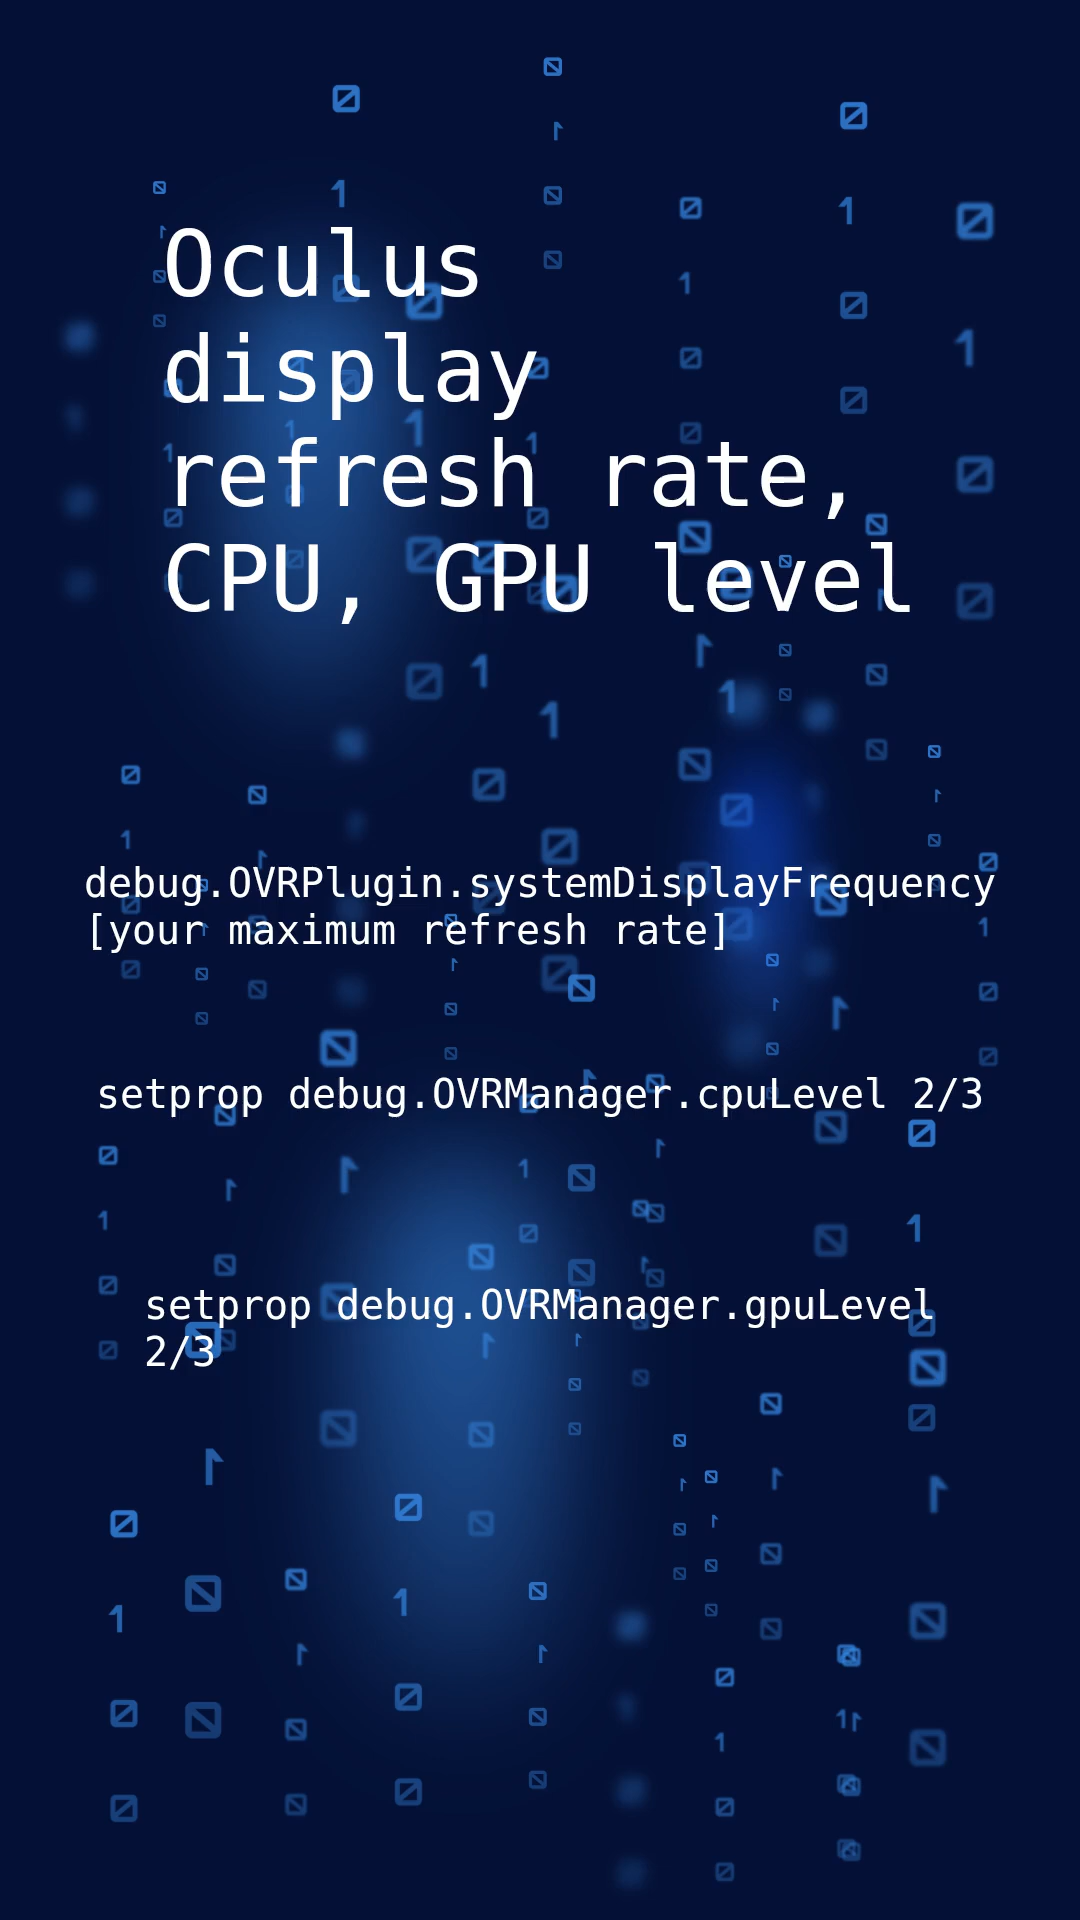 Oculus
display
refresh rate,
CPU, GPU level
debug.OVRPlugin.systemDisplayFrequency
[your maximum refresh rate]
setprop debug.OVRManager.cpuLevel 2/3
setprop debug.OVRManager.gpuLevel
2/3